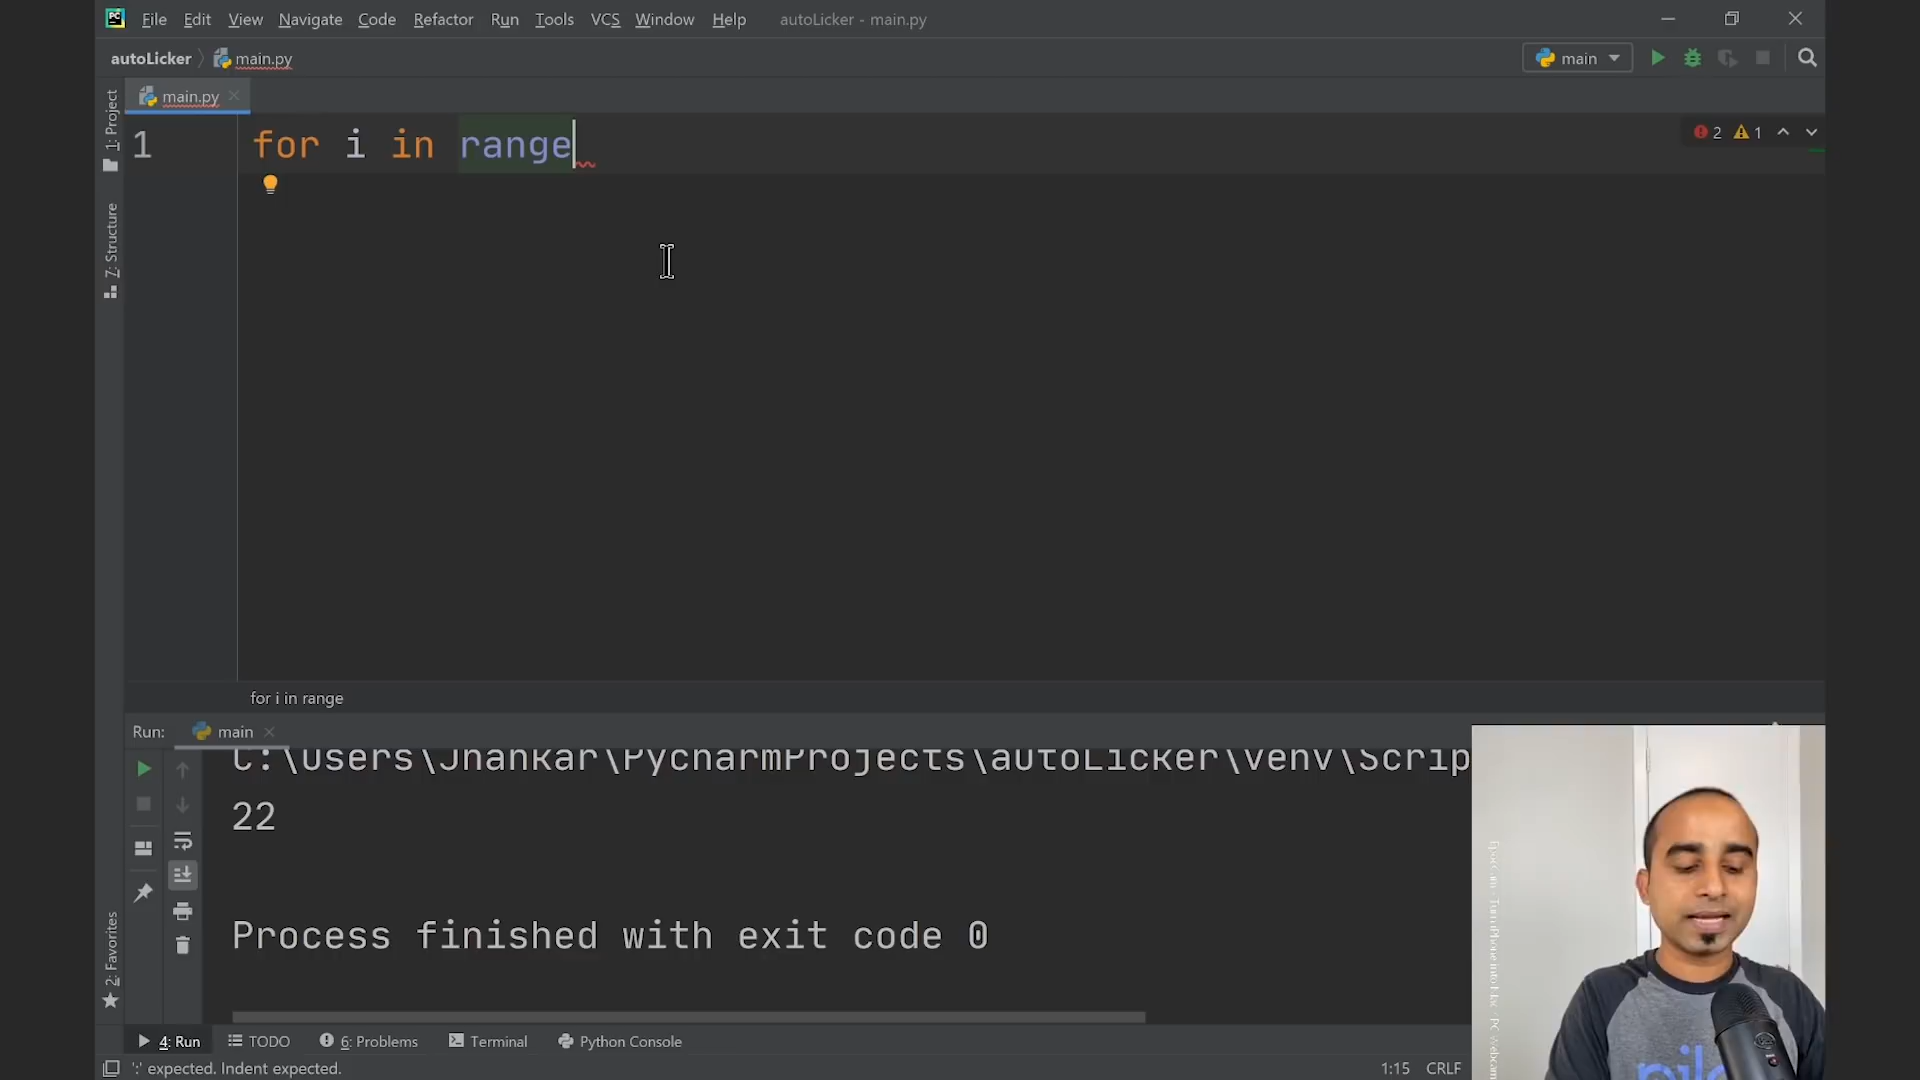 PC File Edit View Navigate Code Refactor Run Tools VCS Window Help autoLicker - main.py
autoLicker main.py main
main.py
1: Project
7: Structure
2: Favorites
1 for i in range
2 1
for i in range
Run: main
C:\Users\Jhankar\PycharmProjects\autoLicker\venv\Scrip
22
Process finished with exit code 0
4: Run TODO 6: Problems Terminal Python Console
':' expected. Indent expected. 1:15 CRLF